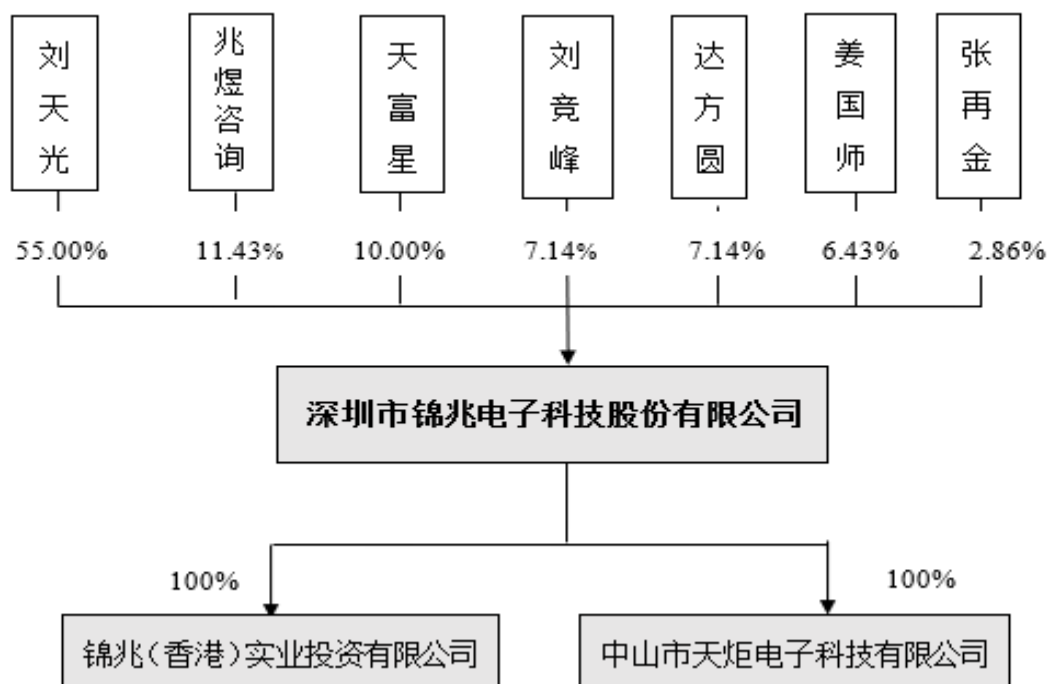 刘天光
兆煜咨询
天富星
刘竞峰
达方圆
姜国师
张再金
55.00%
11.43%
10.00%
7.14%
7.14%
6.43%
2.86%
深圳市锦兆电子科技股份有限公司
100%
100%
锦兆(香港)实业投资有限公司
中山市天炬电子科技有限公司